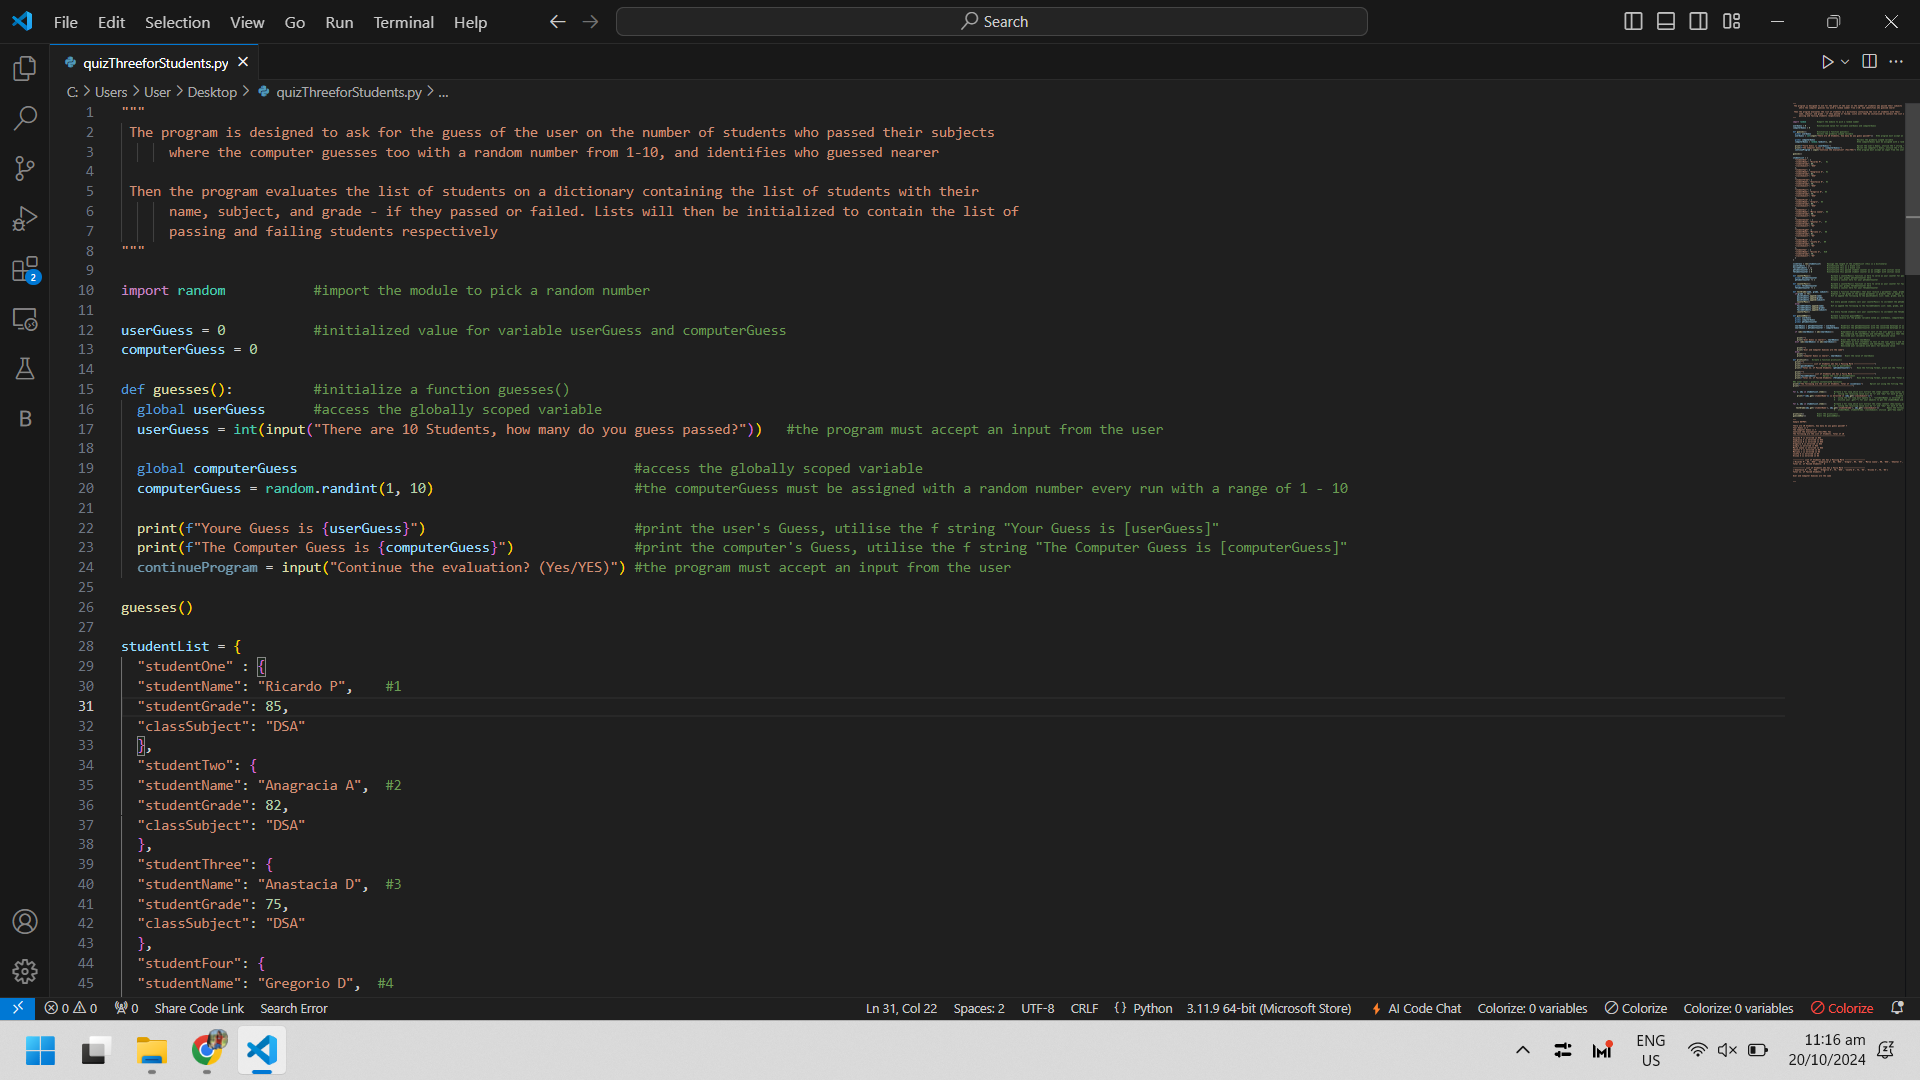 File Edit Selection View Go Run Terminal Help Search
quizThreeforStudents.py
C: > Users > User > Desktop > quizThreeforStudents.py > ...
1 """
2 The program is designed to ask for the guess of the user on the number of students who passed their subjects
3 where the computer guesses too with a random number from 1-10, and identifies who guessed nearer
4
5 Then the program evaluates the list of students on a dictionary containing the list of students with their
6 name, subject, and grade - if they passed or failed. Lists will then be initialized to contain the list of
7 passing and failing students respectively
8 """
9
10 import random #import the module to pick a random number
11
12 userGuess = 0 #initialized value for variable userGuess and computerGuess
13 computerGuess = 0
14
15 def guesses(): #initialize a function guesses()
16 global userGuess #access the globally scoped variable
17 userGuess = int(input("There are 10 Students, how many do you guess passed?")) #the program must accept an input from the user
18
19 global computerGuess #access the globally scoped variable
20 computerGuess = random.randint(1, 10) #the computerGuess must be assigned with a random number every run with a range of 1 - 10
21
22 print(f"Youre Guess is {userGuess}") #print the user's Guess, utilise the f string "Your Guess is [userGuess]"
23 print(f"The Computer Guess is {computerGuess}") #print the computer's Guess, utilise the f string "The Computer Guess is [computerGuess]"
24 continueProgram = input("Continue the evaluation? (Yes/YES)") #the program must accept an input from the user
25
26 guesses()
27
28 studentList = {
29 "studentOne" : {
30 "studentName": "Ricardo P", #1
31 "studentGrade": 85,
32 "classSubject": "DSA"
33 },
34 "studentTwo": {
35 "studentName": "Anagracia A", #2
36 "studentGrade": 82,
37 "classSubject": "DSA"
38 },
39 "studentThree": {
40 "studentName": "Anastacia D", #3
41 "studentGrade": 75,
42 "classSubject": "DSA"
43 },
44 "studentFour": {
45 "studentName": "Gregorio D", #4
2
B
0 0 0 Share Code Link Search Error Ln 31, Col 22 Spaces: 2 UTF-8 CRLF {} Python 3.11.9 64-bit (Microsoft Store) AI Code Chat Colorize: 0 variables Colorize Colorize: 0 variables Colorize
ENG US 11:16 am 20/10/2024